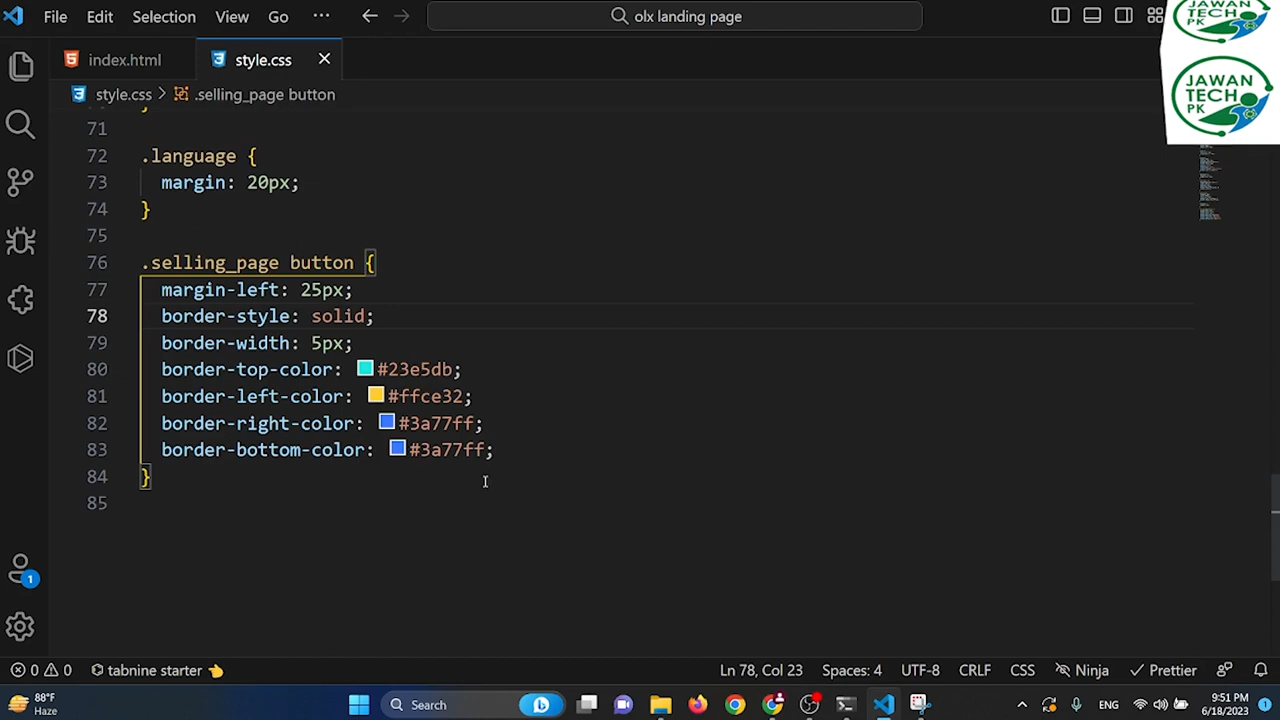 File Edit Selection View Go ··· olx landing page
JAWAN
TECH
PK
JAWAN
TECH
PK
index.html style.css
style.css > .selling_page button
71 }
72 .language {
73 margin: 20px;
74 }
75
76 .selling_page button {
77 margin-left: 25px;
78 border-style: solid;
79 border-width: 5px;
80 border-top-color: #23e5db;
81 border-left-color: #ffce32;
82 border-right-color: #3a77ff;
83 border-bottom-color: #3a77ff;
84 }
85
1
0 0 tabnine starter Ln 78, Col 23 Spaces: 4 UTF-8 CRLF CSS Ninja Prettier
88°F
Haze
Search
ENG
9:51 PM
6/18/2023
1